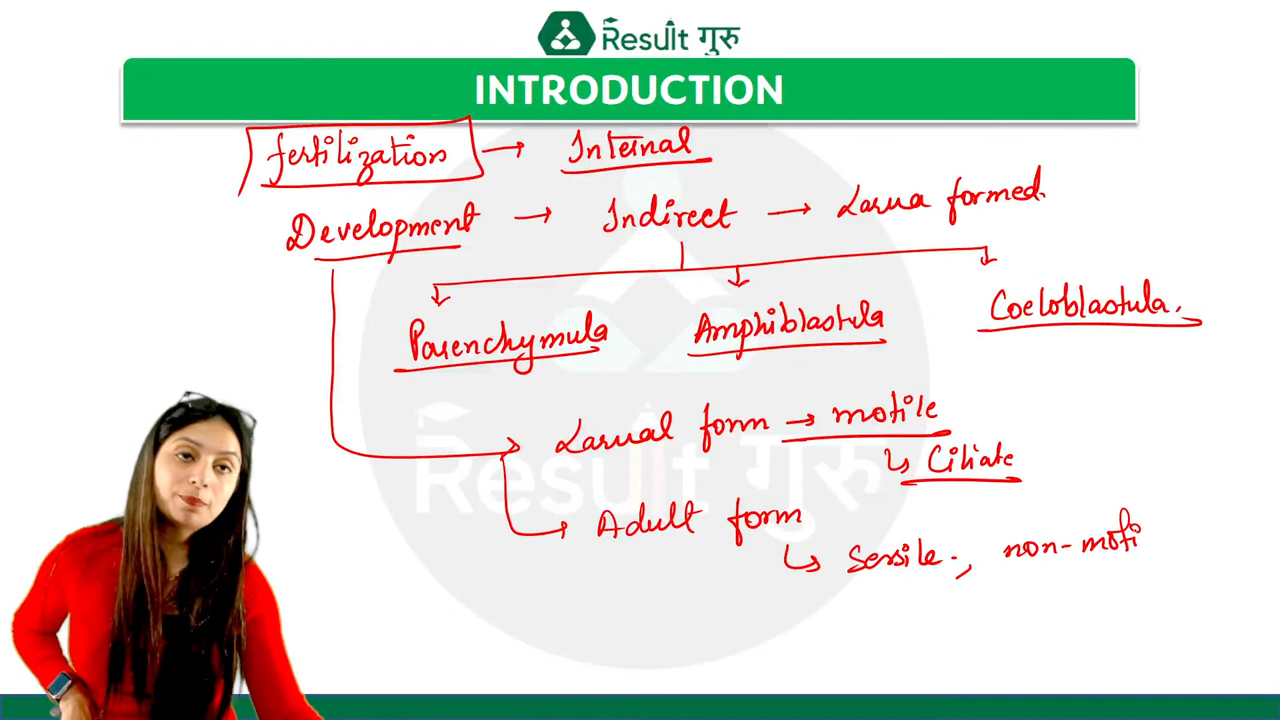 Result गुरु
INTRODUCTION
fertilization → Internal
Development → Indirect → Larva formed.
Parenchymula Amphiblastula Coeloblastula.
Larval form → motile
↳ Ciliate
Adult form
↳ Sessile., non-moti
Result गुरु